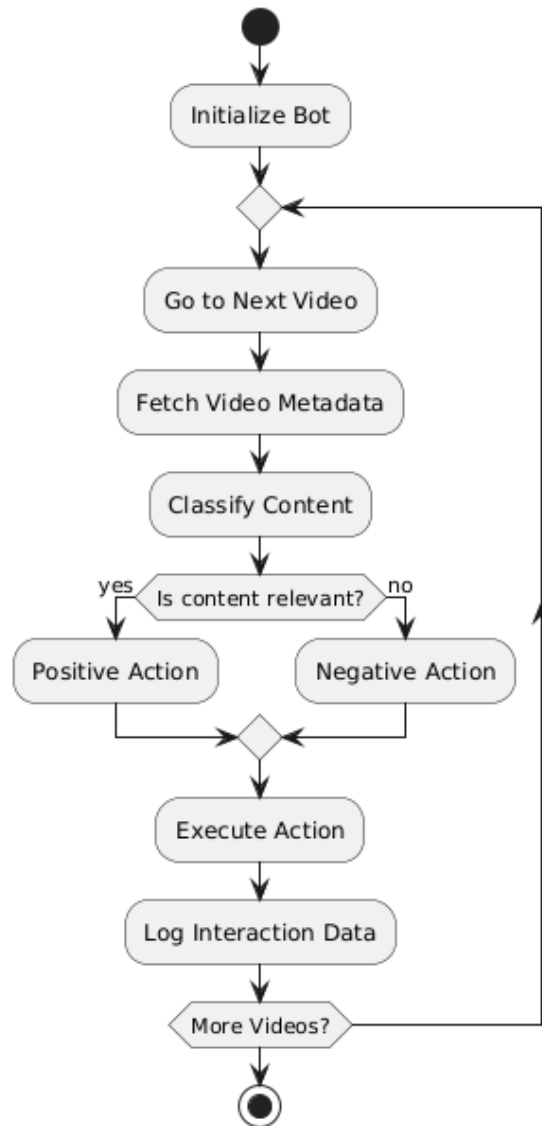 Initialize Bot
Go to Next Video
Fetch Video Metadata
Classify Content
yes
Is content relevant?
no
Positive Action
Negative Action
Execute Action
Log Interaction Data
More Videos?